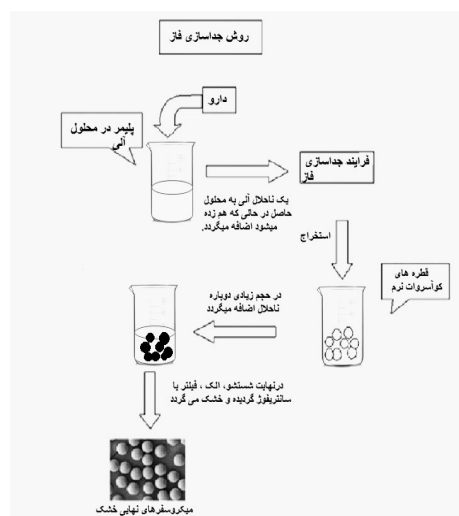 روش جداسازی فاز
دارو
پلیمر در محلول
آلی
فرایند جداسازی
فاز
یک ناحلال آلی به محلول
حاصل در حالی که هم زده
میشود اضافه میگردد.
استخراج
قطره های
کوآسروات نرم
در حجم زیادی دوباره
ناحلال اضافه میگردد
درنهایت شستشو، الک ، فیلتر یا
سانتریفوژ گردیده و خشک می گردد
میکروسفرهای نهایی خشک